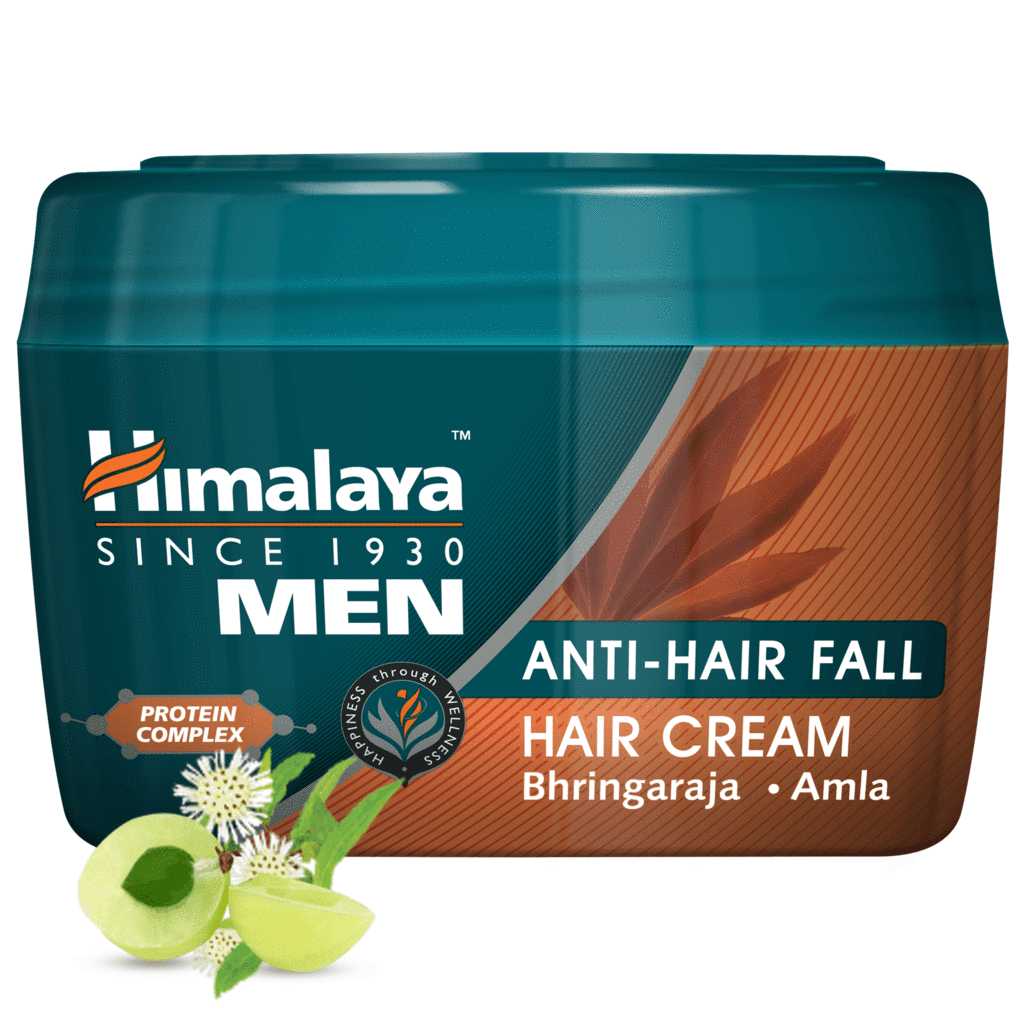 Himalaya™
SINCE 1930
MEN
ANTI-HAIR FALL
HAIR CREAM
Bhringaraja • Amla
PROTEIN
COMPLEX
HAPPINESS through WELLNESS